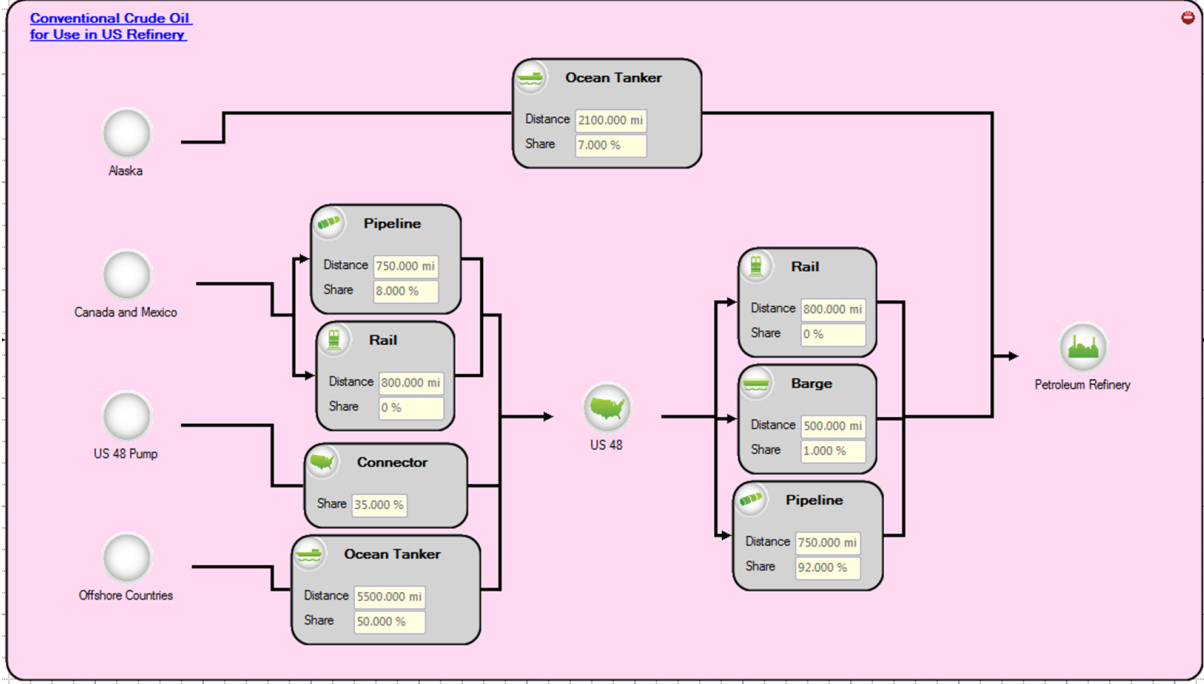 Conventional Crude Oil
for Use in US Refinery
Ocean Tanker
Distance 2100.000 mi
Share 7.000 %
Alaska
Pipeline
Distance 750.000 mi
Share 8.000 %
Canada and Mexico
Rail
Distance 800.000 mi
Share 0 %
US 48 Pump
Connector
Share 35.000 %
Offshore Countries
Ocean Tanker
Distance 5500.000 mi
Share 50.000 %
US 48
Rail
Distance 800.000 mi
Share 0 %
Barge
Distance 500.000 mi
Share 1.000 %
Pipeline
Distance 750.000 mi
Share 92.000 %
Petroleum Refinery